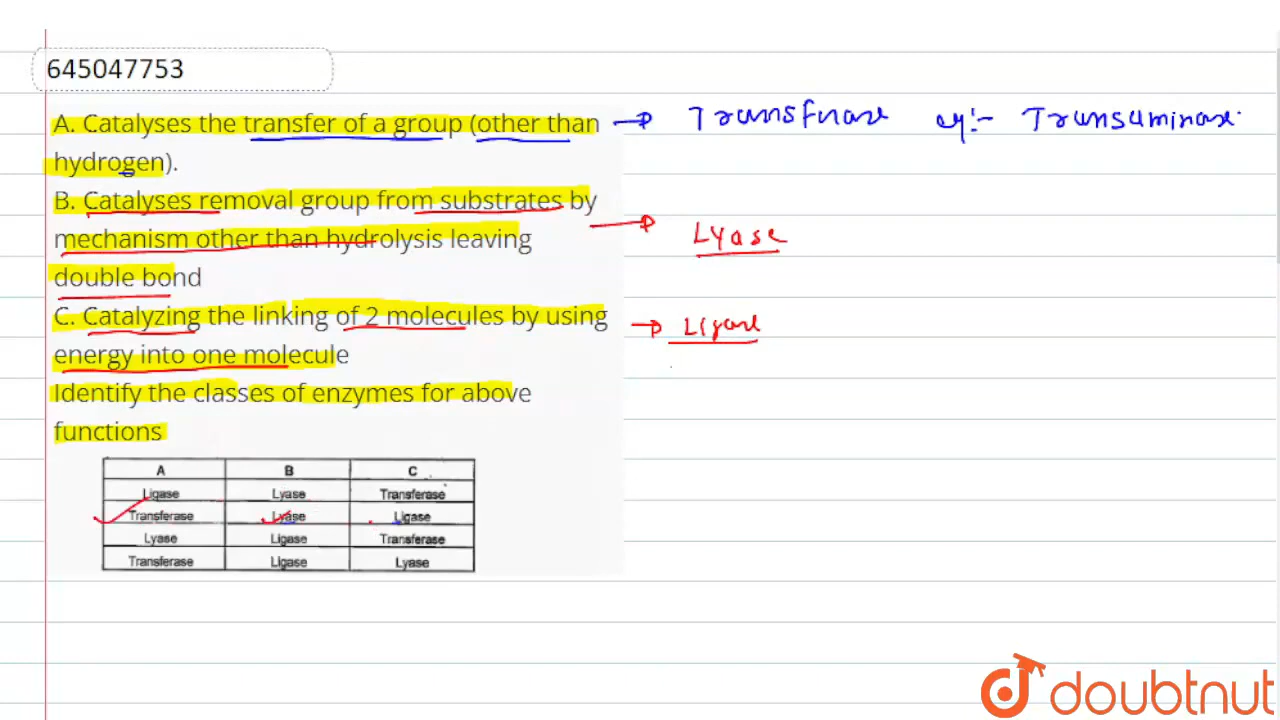 645047753
A. Catalyses the transfer of a group (other than → Transfnase eg:- Transaminase.
hydrogen).
B. Catalyses removal group from substrates by
mechanism other than hydrolysis leaving → Lyase
double bond
C. Catalyzing the linking of 2 molecules by using → Ligase
energy into one molecule
Identify the classes of enzymes for above
functions
A B C
Ligase Lyase Transferase
Transferase Lyase Ligase
Lyase Ligase Transferase
Transferase Ligase Lyase
doubtnut